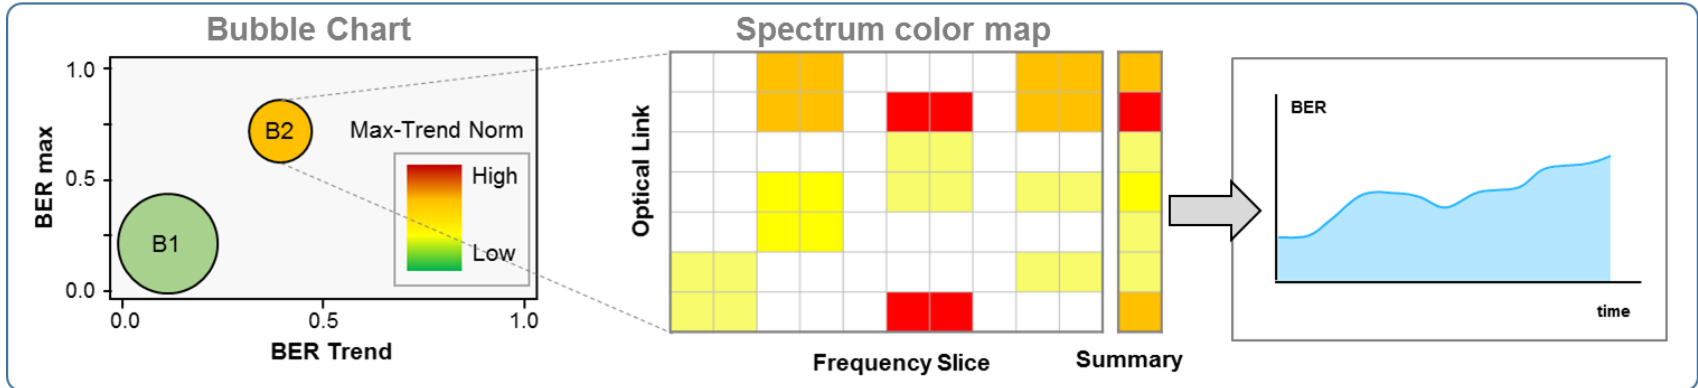 Bubble Chart
Spectrum color map
1.0
0.5
0.0
BER max
B2
B1
Max-Trend Norm
High
Low
0.0
0.5
1.0
BER Trend
Optical Link
Frequency Slice
Summary
BER
time